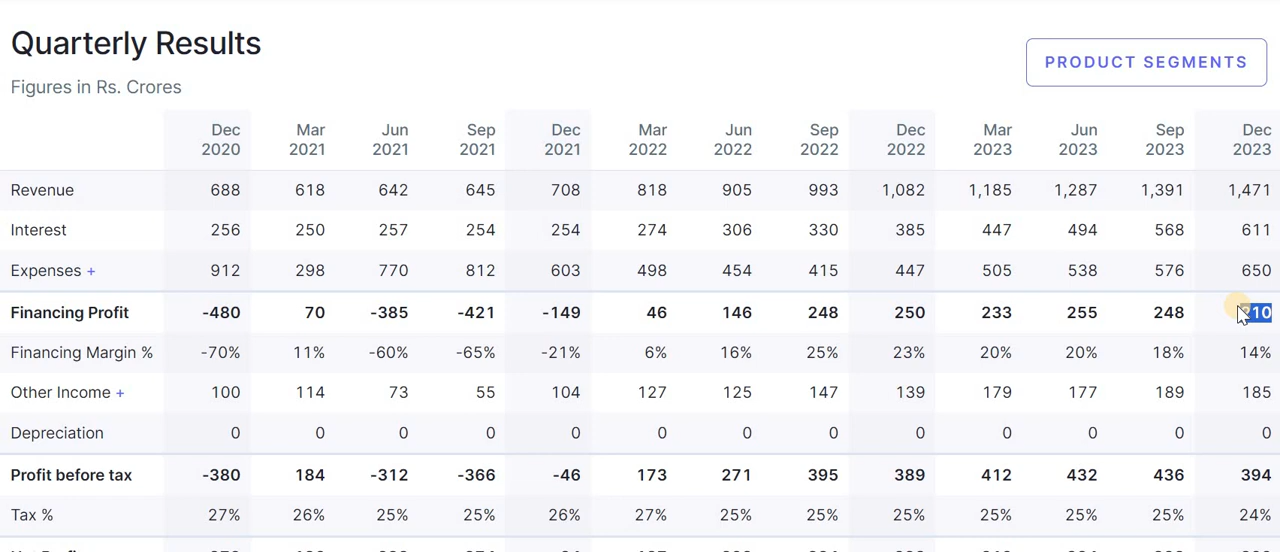 Quarterly Results
PRODUCT SEGMENTS
Figures in Rs. Crores
Dec 2020 Mar 2021 Jun 2021 Sep 2021 Dec 2021 Mar 2022 Jun 2022 Sep 2022 Dec 2022 Mar 2023 Jun 2023 Sep 2023 Dec 2023
Revenue 688 618 642 645 708 818 905 993 1,082 1,185 1,287 1,391 1,471
Interest 256 250 257 254 254 274 306 330 385 447 494 568 611
Expenses + 912 298 770 812 603 498 454 415 447 505 538 576 650
Financing Profit -480 70 -385 -421 -149 46 146 248 250 233 255 248
Financing Margin % -70% 11% -60% -65% -21% 6% 16% 25% 23% 20% 20% 18% 14%
Other Income + 100 114 73 55 104 127 125 147 139 179 177 189 185
Depreciation 0 0 0 0 0 0 0 0 0 0 0 0 0
Profit before tax -380 184 -312 -366 -46 173 271 395 389 412 432 436 394
Tax % 27% 26% 25% 25% 26% 27% 25% 25% 25% 25% 25% 25% 24%